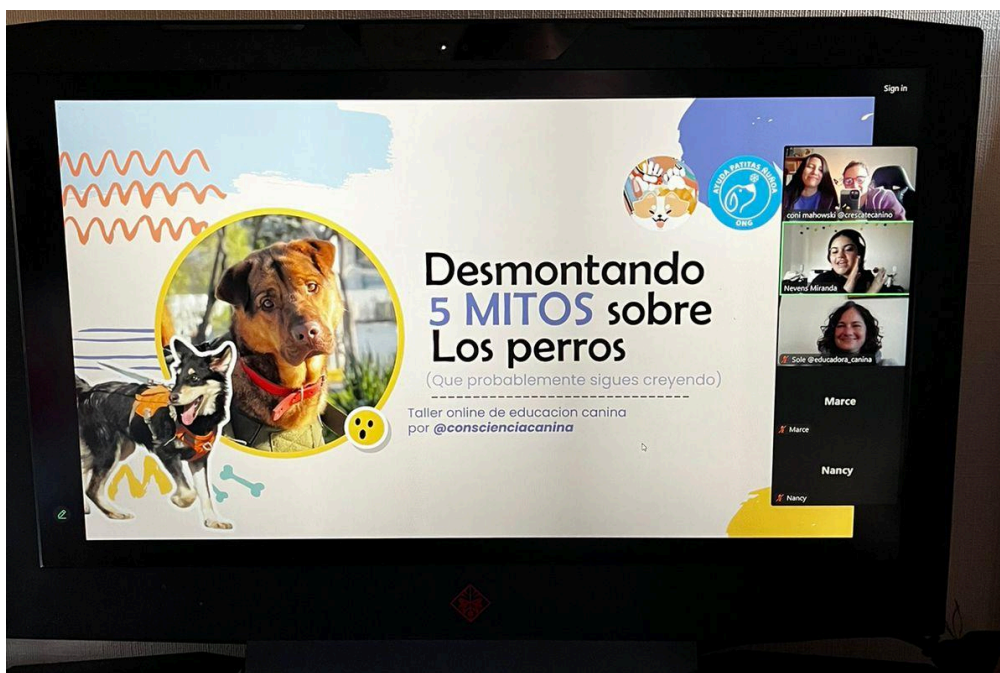 Sign in
AYUDA PATITAS ÑUÑOA
ONG
Desmontando
5 MITOS sobre
Los perros
(Que probablemente sigues creyendo)
Taller online de educacion canina
por @conscienciacanina
coni mahowski @crescatecanino
Nevens Miranda
Sole @educadora_canina
Marce
Marce
Nancy
Nancy